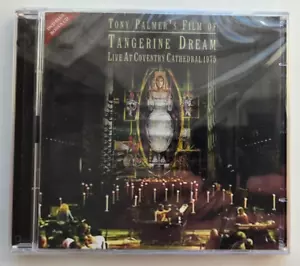 Tony Palmer's Film of
Tangerine Dream
Live At Coventry Cathedral 1975